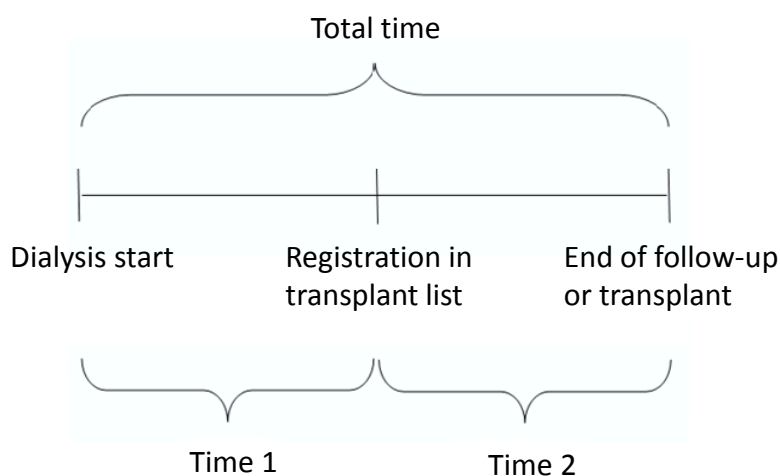 Total time
Dialysis start
Registration in
transplant list
End of follow-up
or transplant
Time 1
Time 2